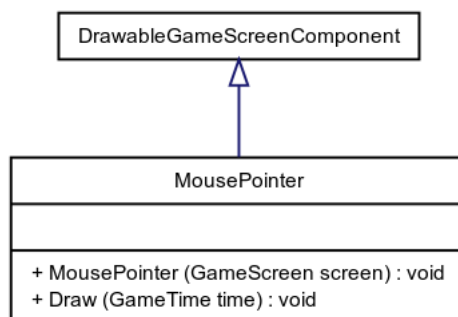 DrawableGameScreenComponent
MousePointer
+ MousePointer (GameScreen screen) : void
+ Draw (GameTime time) : void